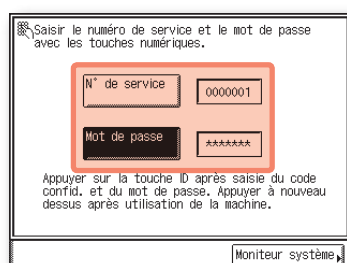 Saisir le numéro de service et le mot de passe
avec les touches numériques.
N° de service
0000001
Mot de passe
*******
Appuyer sur la touche ID après saisie du code
confid. et du mot de passe. Appuyer à nouveau
dessus après utilisation de la machine.
Moniteur système